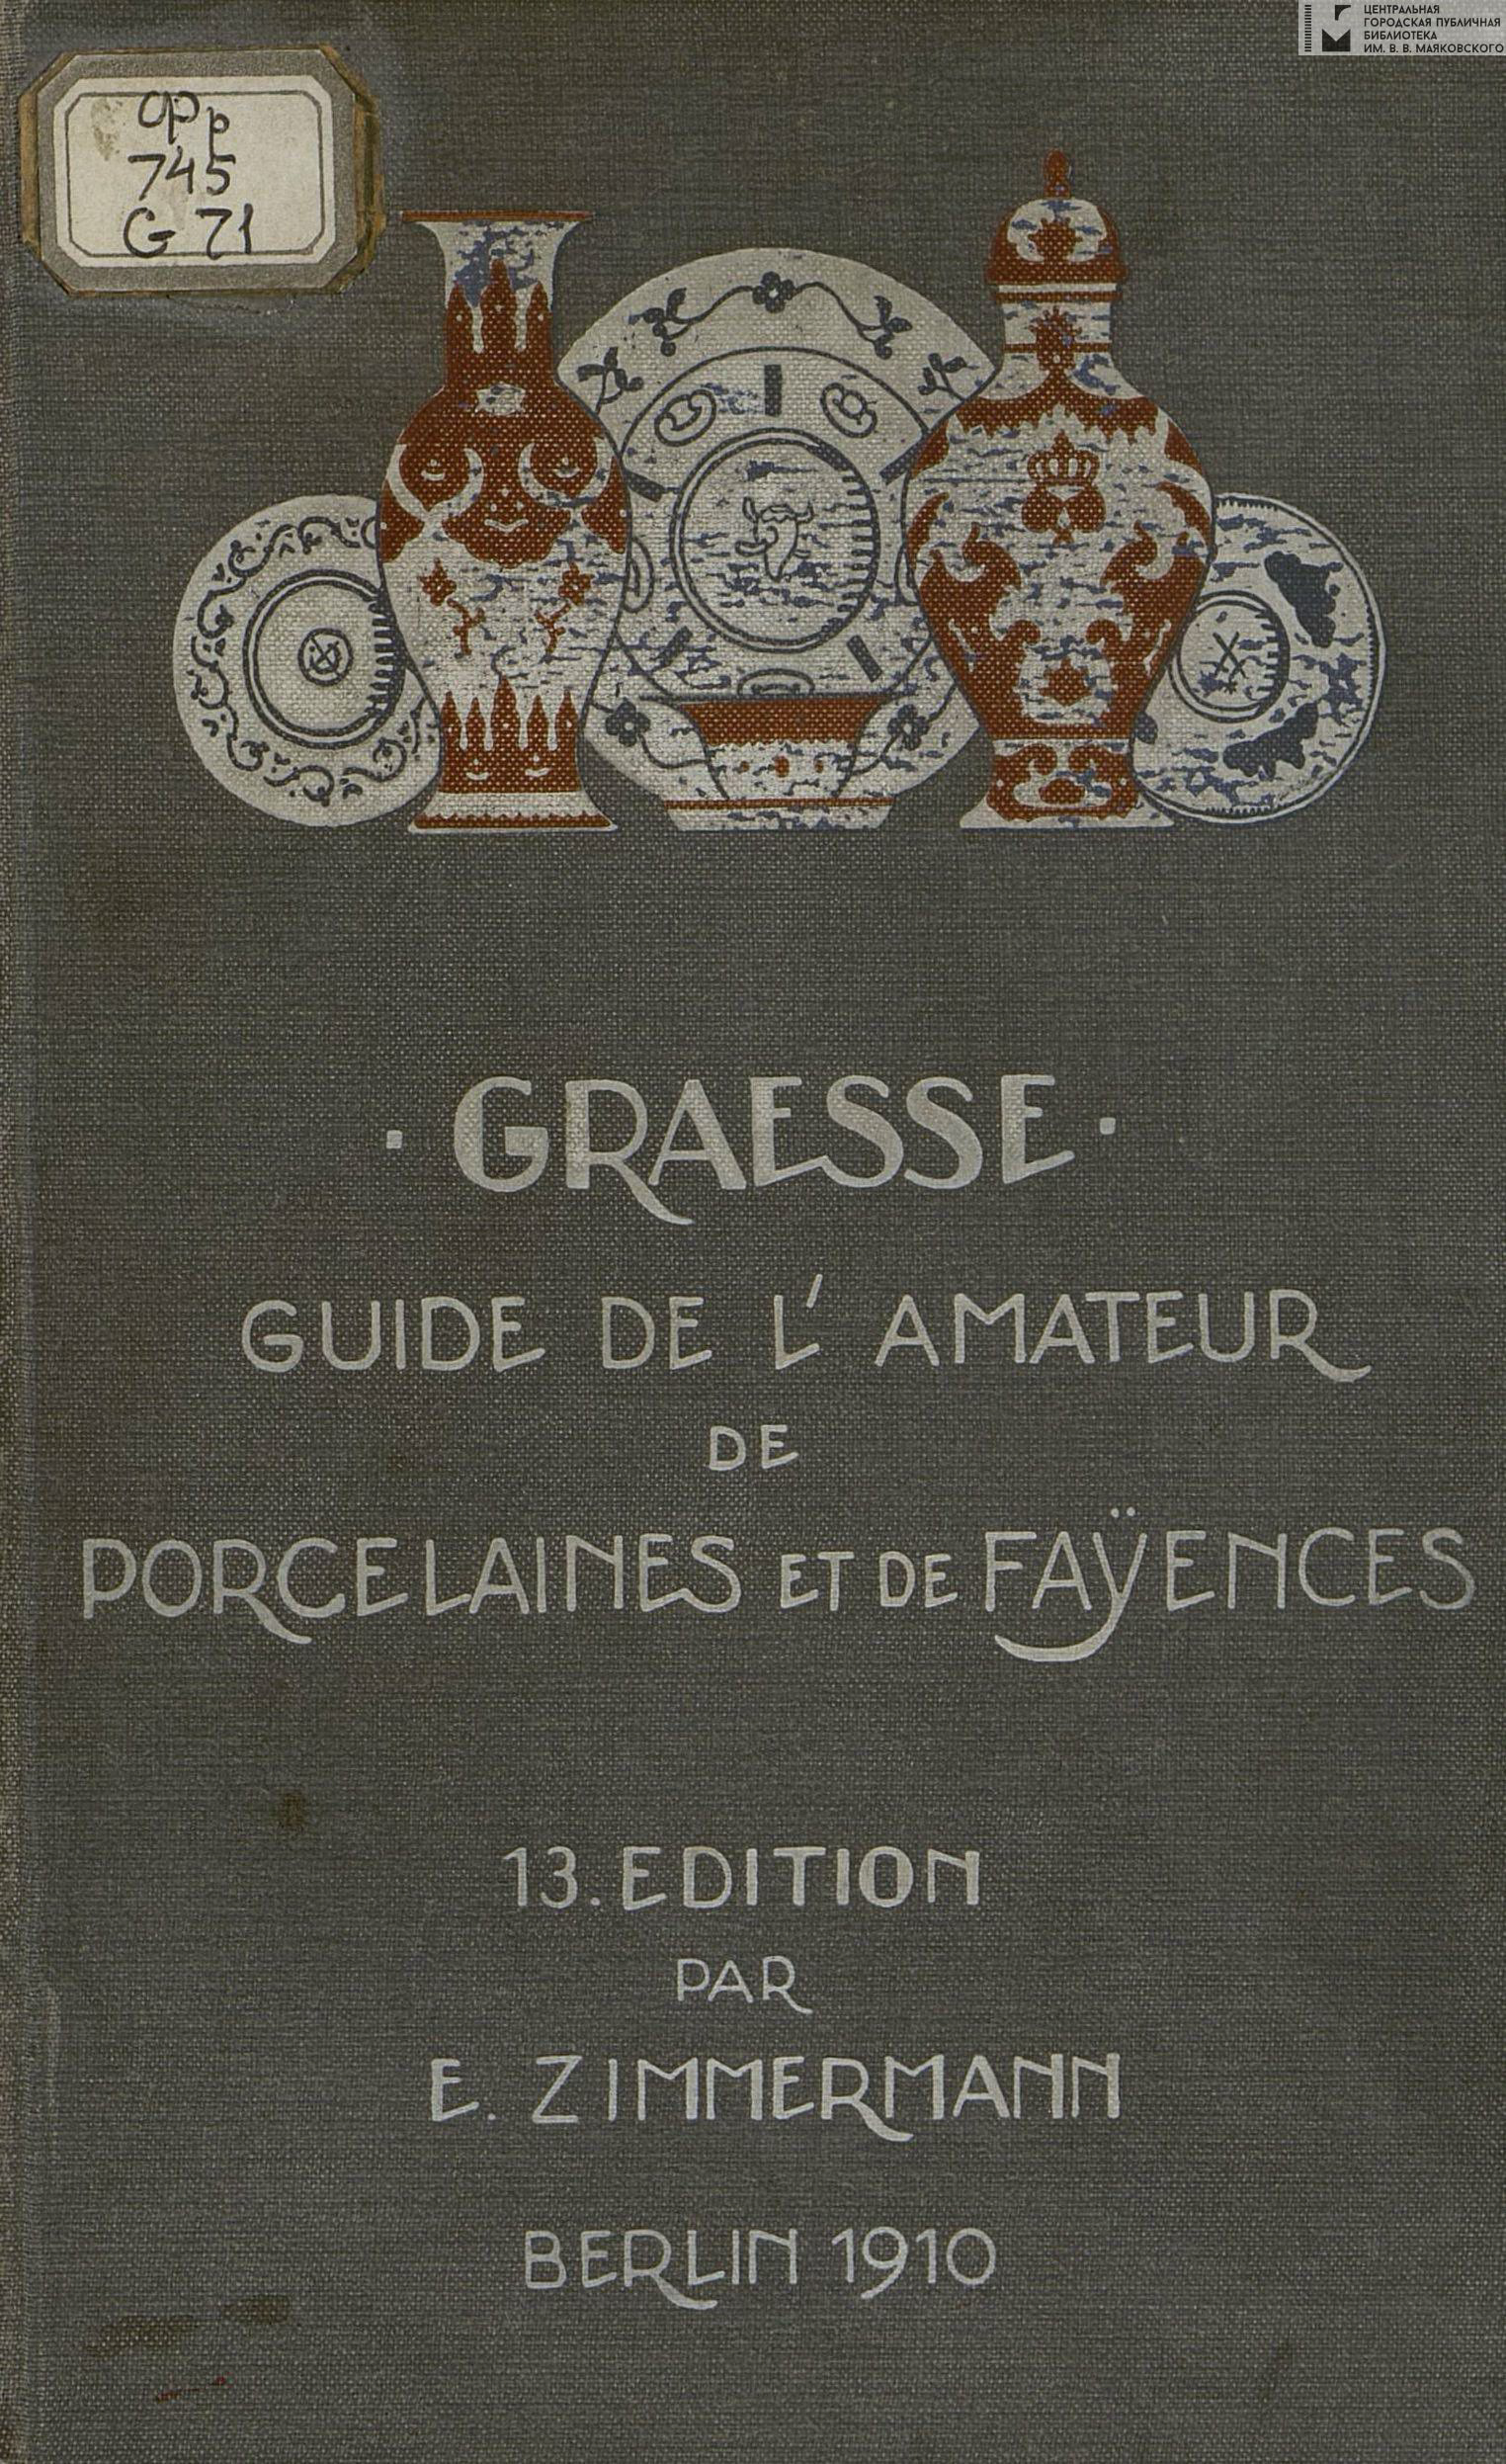 ЦЕНТРАЛЬНАЯ
ГОРОДСКАЯ ПУБЛИЧНАЯ
БИБЛИОТЕКА
ИМ. В. В. МАЯКОВСКОГО
745
G 71
· GRAESSE ·
GUIDE DE L' AMATEUR
DE
PORCELAINES ET DE FAŸENCES
13. EDITION
PAR
E. ZIMMERMANN
BERLIN 1910